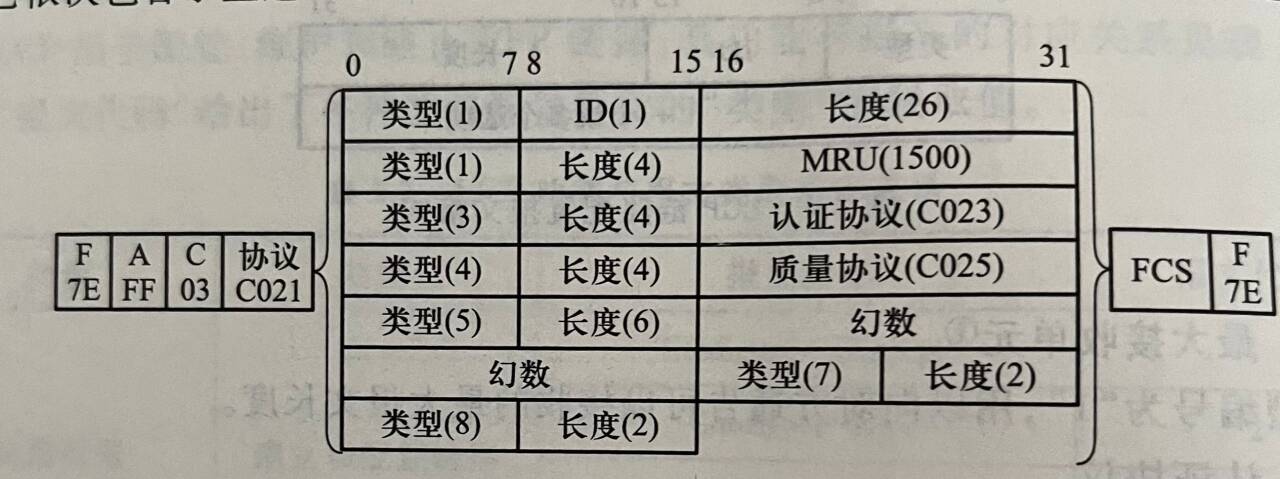 0 7 8 15 16 31
类型(1) ID(1) 长度(26)
类型(1) 长度(4) MRU(1500)
类型(3) 长度(4) 认证协议(C023)
F A C 协议
7E FF 03 C021
类型(4) 长度(4) 质量协议(C025)
FCS F
7E
类型(5) 长度(6) 幻数
幻数 类型(7) 长度(2)
类型(8) 长度(2)